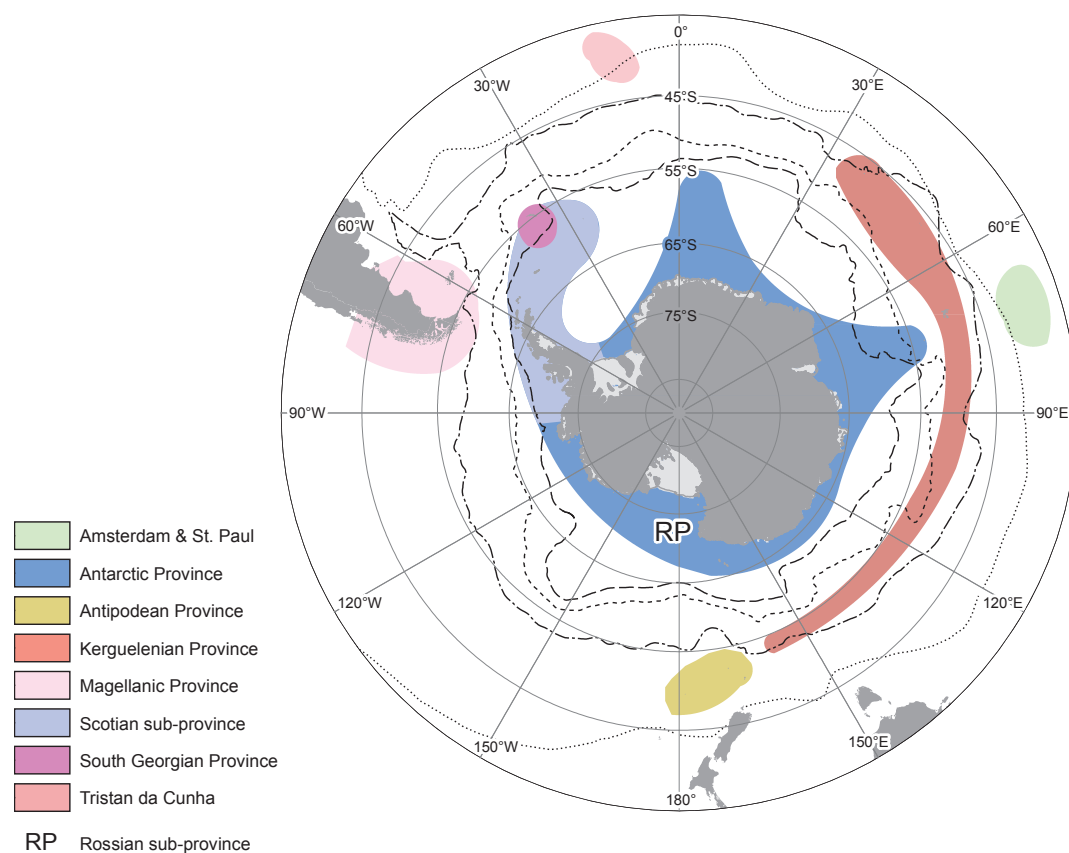 0°
30°W
30°E
45°S
55°S
60°W
60°E
65°S
75°S
90°W
90°E
RP
120°W
120°E
150°W
150°E
180°
Amsterdam & St. Paul
Antarctic Province
Antipodean Province
Kerguelenian Province
Magellanic Province
Scotian sub-province
South Georgian Province
Tristan da Cunha
RP Rossian sub-province